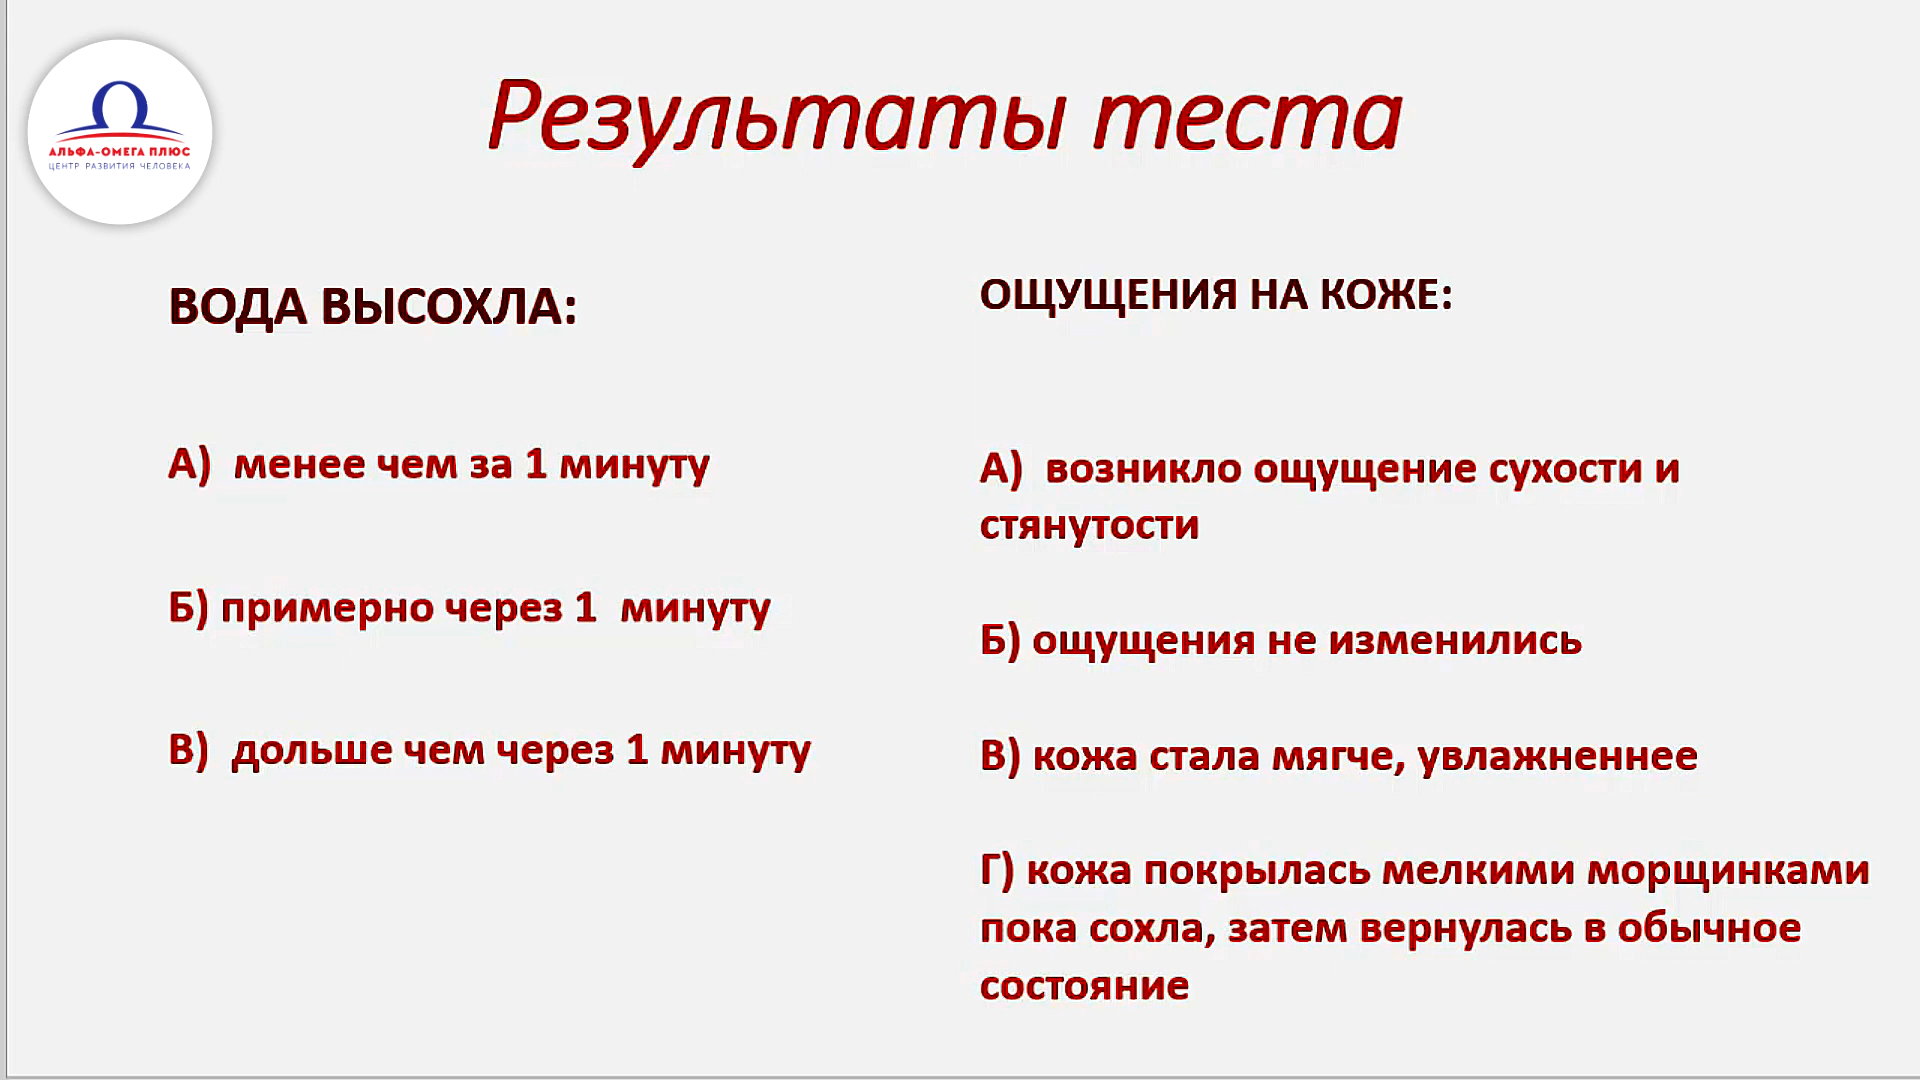 АЛЬФА-ОМЕГА ПЛЮС
ЦЕНТР РАЗВИТИЯ ЧЕЛОВЕКА
Результаты теста
ВОДА ВЫСОХЛА:
А) менее чем за 1 минуту
Б) примерно через 1 минуту
В) дольше чем через 1 минуту
ОЩУЩЕНИЯ НА КОЖЕ:
А) возникло ощущение сухости и
стянутости
Б) ощущения не изменились
В) кожа стала мягче, увлажненнее
Г) кожа покрылась мелкими морщинками
пока сохла, затем вернулась в обычное
состояние